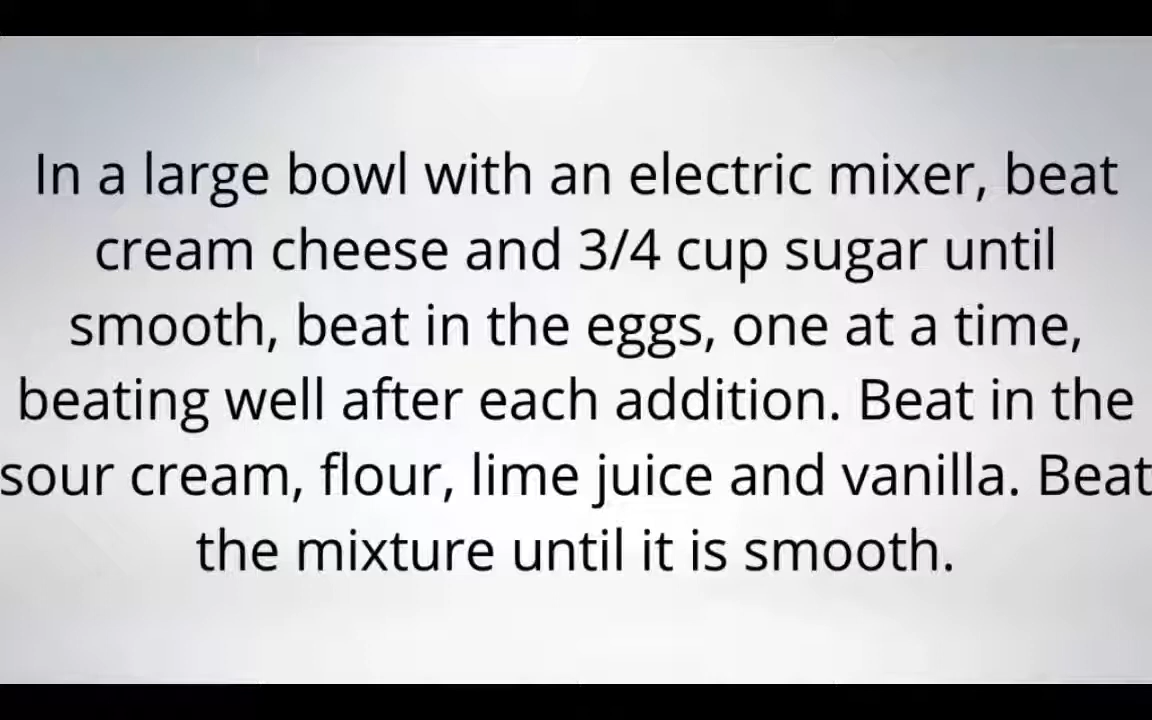 In a large bowl with an electric mixer, beat
cream cheese and 3/4 cup sugar until
smooth, beat in the eggs, one at a time,
beating well after each addition. Beat in the
sour cream, flour, lime juice and vanilla. Beat
the mixture until it is smooth.